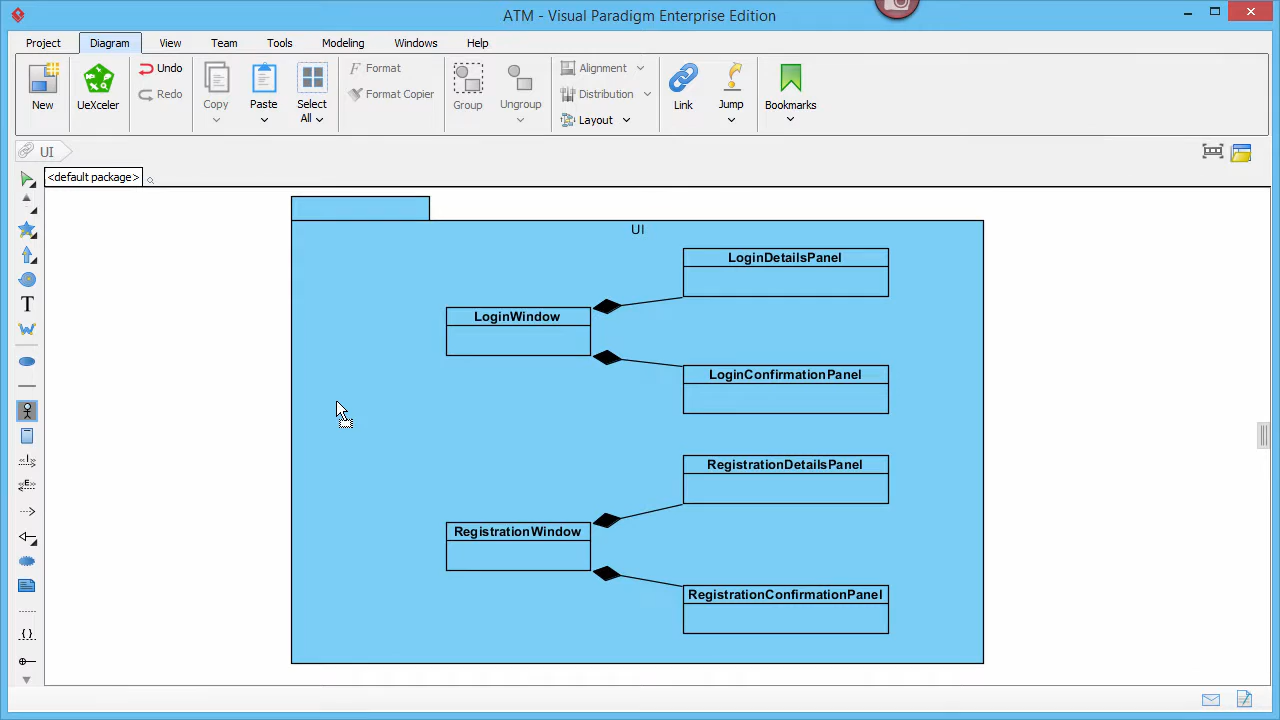 ATM - Visual Paradigm Enterprise Edition
Project Diagram View Team Tools Modeling Windows Help
New
UeXceler
Undo
Redo
Copy
Paste
Select
All
Format
Format Copier
Group
Ungroup
Alignment
Distribution
Layout
Link
Jump
Bookmarks
UI
<default package>
T
UI
LoginDetailsPanel
LoginWindow
LoginConfirmationPanel
RegistrationDetailsPanel
RegistrationWindow
RegistrationConfirmationPanel